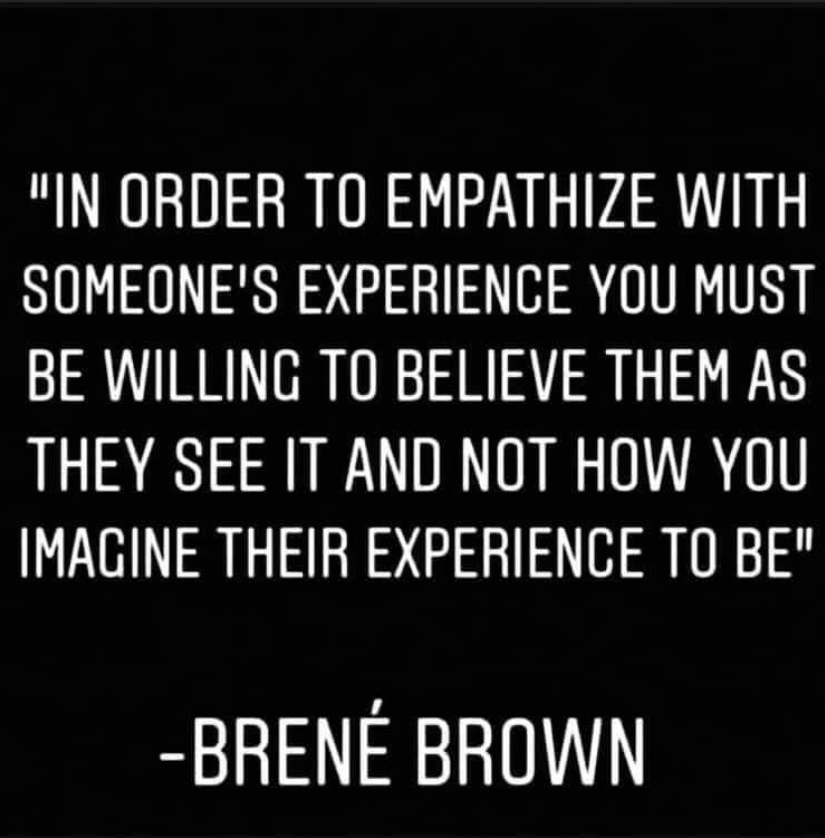 "IN ORDER TO EMPATHIZE WITH
SOMEONE'S EXPERIENCE YOU MUST
BE WILLING TO BELIEVE THEM AS
THEY SEE IT AND NOT HOW YOU
IMAGINE THEIR EXPERIENCE TO BE"
-BRENÉ BROWN